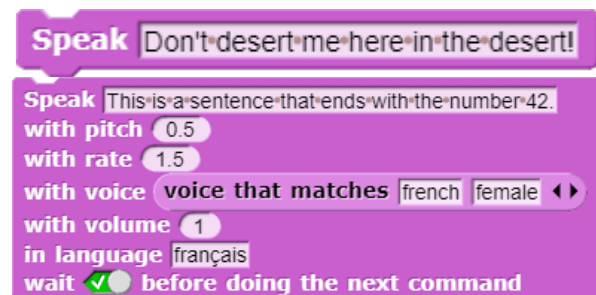 Speak Don't desert me here in the desert!
Speak This is a sentence that ends with the number 42.
with pitch 0.5
with rate 1.5
with voice voice that matches french female
with volume 1
in language français
wait before doing the next command